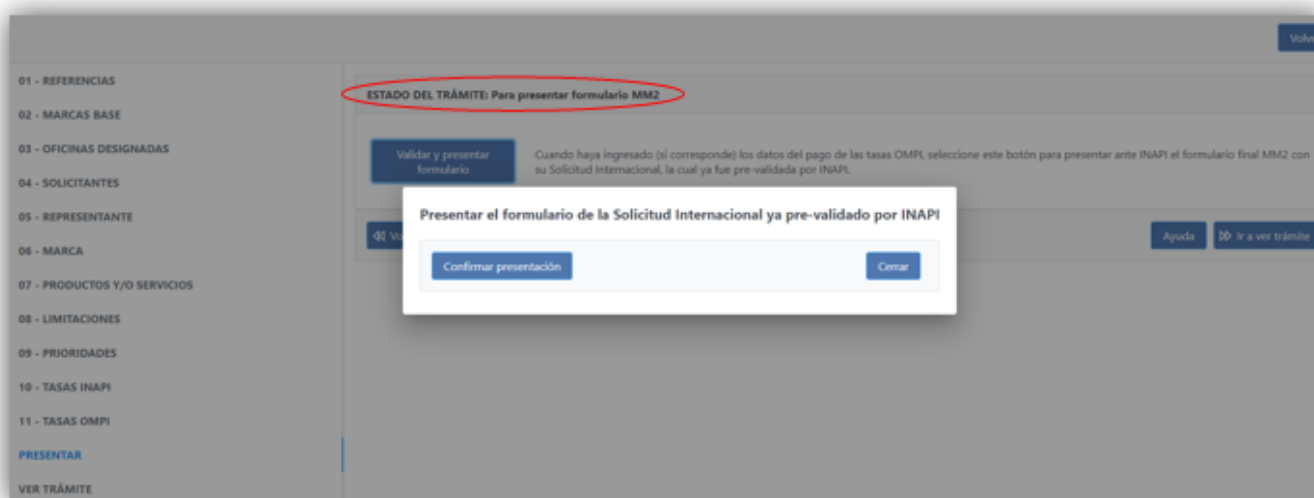 01 - REFERENCIAS
02 - MARCAS BASE
03 - OFICINAS DESIGNADAS
04 - SOLICITANTES
05 - REPRESENTANTE
06 - MARCA
07 - PRODUCTOS Y/O SERVICIOS
08 - LIMITACIONES
09 - PRIORIDADES
10 - TASAS INAPI
11 - TASAS OMPI
PRESENTAR
VER TRÁMITE
Volve
ESTADO DEL TRÁMITE: Para presentar formulario MM2
Validar y presentar
formulario
Cuando haya ingresado (si corresponde) los datos del pago de las tasas OMPI, seleccione este botón para presentar ante INAPI el formulario final MM2 con
su Solicitud Internacional, la cual ya fue pre-validada por INAPI.
Presentar el formulario de la Solicitud Internacional ya pre-validado por INAPI
Confirmar presentación
Cerrar
Vo
Ayuda
Ir a ver trámite